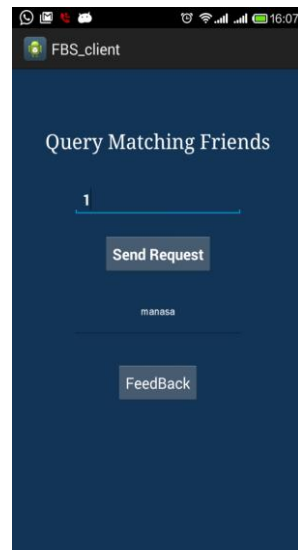 16:07
FBS_client
Query Matching Friends
1
Send Request
manasa
FeedBack